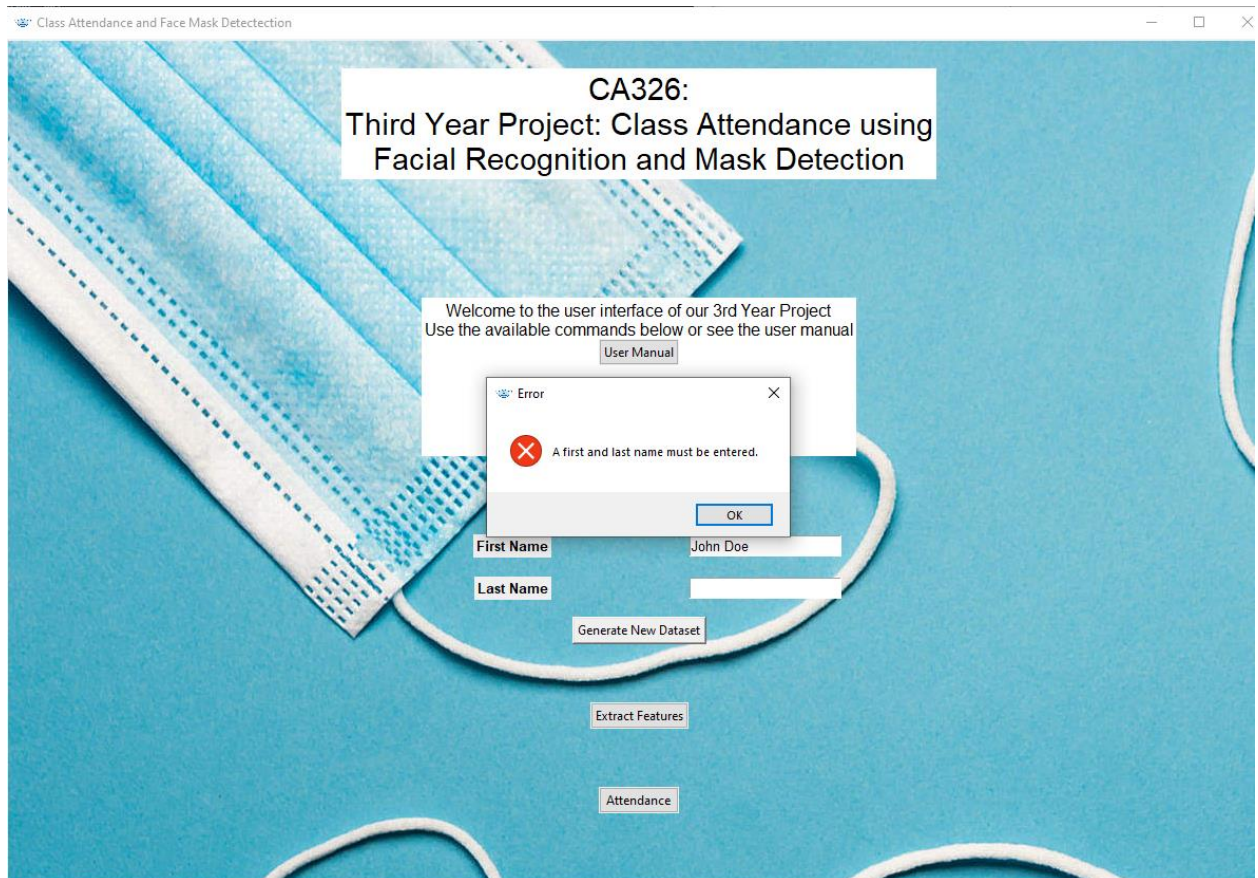 Class Attendance and Face Mask Detectection
CA326:
Third Year Project: Class Attendance using
Facial Recognition and Mask Detection
Welcome to the user interface of our 3rd Year Project
Use the available commands below or see the user manual
User Manual
Error
A first and last name must be entered.
OK
First Name
John Doe
Last Name
Generate New Dataset
Extract Features
Attendance